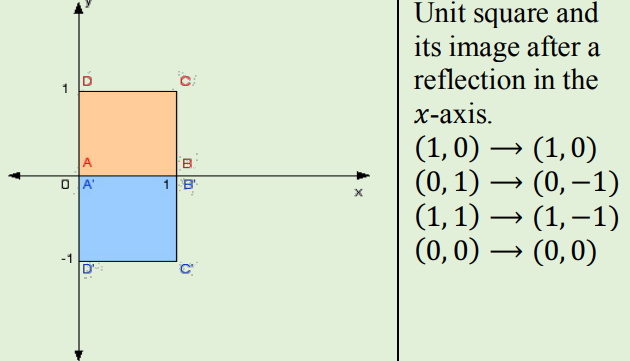 y
D
C
1
A
B
0
A'
1
B'
x
-1
D'
C'
Unit square and
its image after a
reflection in the
x-axis.
(1, 0) ⟶ (1, 0)
(0, 1) ⟶ (0, −1)
(1, 1) ⟶ (1, −1)
(0, 0) ⟶ (0, 0)